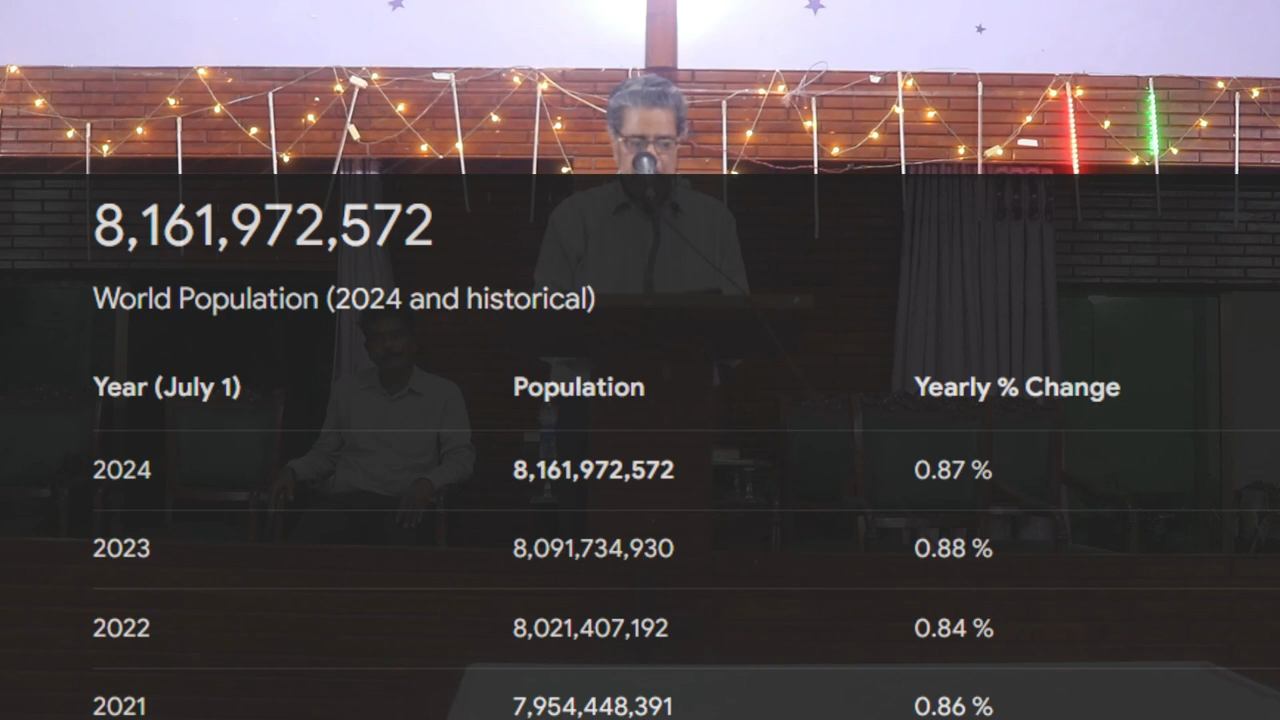 8,161,972,572
World Population (2024 and historical)
Year (July 1) Population Yearly % Change
2024 8,161,972,572 0.87 %
2023 8,091,734,930 0.88 %
2022 8,021,407,192 0.84 %
2021 7,954,448,391 0.86 %